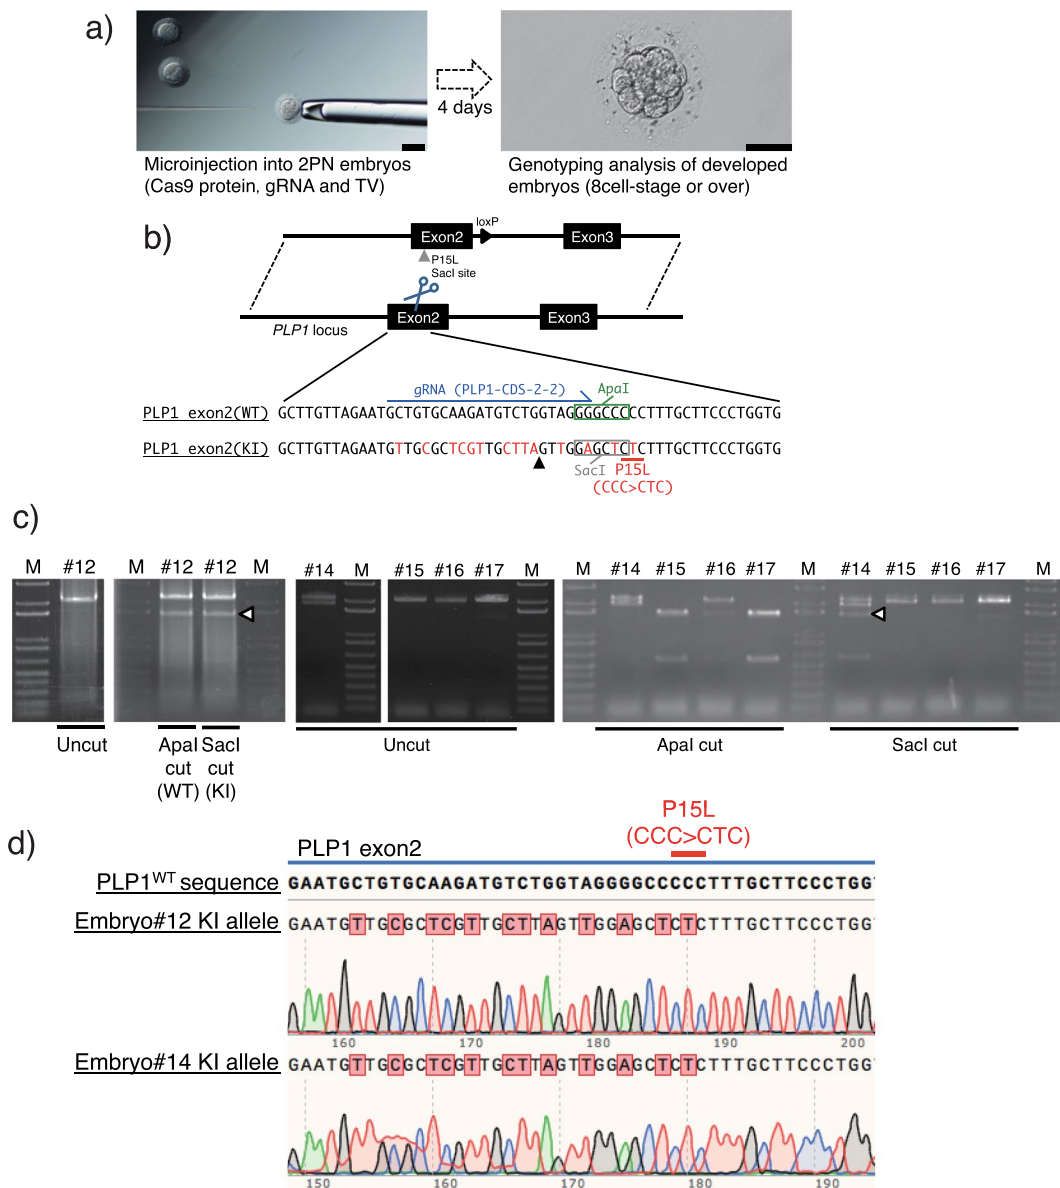 a)
4 days
Microinjection into 2PN embryos
(Cas9 protein, gRNA and TV)
Genotyping analysis of developed
embryos (8cell-stage or over)
b)
loxP
Exon2
Exon3
P15L
SacI site
Exon2
Exon3
PLP1 locus
gRNA (PLP1-CDS-2-2)
ApaI
PLP1 exon2(WT) GCTTGTTAGAATGCTGTGCAAGATGTCTGGTAGGGGCCCCCTTTGCTTCCCTGGTG
PLP1 exon2(KI) GCTTGTTAGAATGTTGCGCTCGTTGCTTAGTTGGAGCTCTCTTTGCTTCCCTGGTG
SacI P15L
(CCC>CTC)
c)
M #12 M #12 #12 M #14 M #15 #16 #17 M #14 #15 #16 #17 M #14 #15 #16 #17 M
Uncut
ApaI
cut
(WT)
SacI
cut
(KI)
Uncut
ApaI cut
SacI cut
d)
P15L
(CCC>CTC)
PLP1 exon2
PLP1WT sequence GAATGCTGTGCAAGATGTCTGGTAGGGGCCCCCTTTGCTTCCCTGG
Embryo#12 KI allele GAATGTTGCGCTCGTTGCTTAGTTGGAGCTCTCTTTGCTTCCCTGG
160 170 180 190 200
Embryo#14 KI allele GAATGTTGCGCTCGTTGCTTAGTTGGAGCTCTCTTTGCTTCCCTGG
150 160 170 180 190